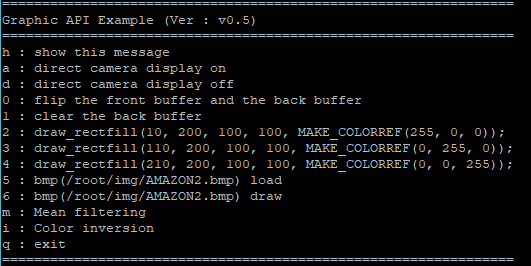 ================================================================
Graphic API Example (Ver : v0.5)
================================================================
h : show this message
a : direct camera display on
d : direct camera display off
0 : flip the front buffer and the back buffer
1 : clear the back buffer
2 : draw_rectfill(10, 200, 100, 100, MAKE_COLORREF(255, 0, 0));
3 : draw_rectfill(110, 200, 100, 100, MAKE_COLORREF(0, 255, 0));
4 : draw_rectfill(210, 200, 100, 100, MAKE_COLORREF(0, 0, 255));
5 : bmp(/root/img/AMAZON2.bmp) load
6 : bmp(/root/img/AMAZON2.bmp) draw
m : Mean filtering
i : Color inversion
q : exit
================================================================